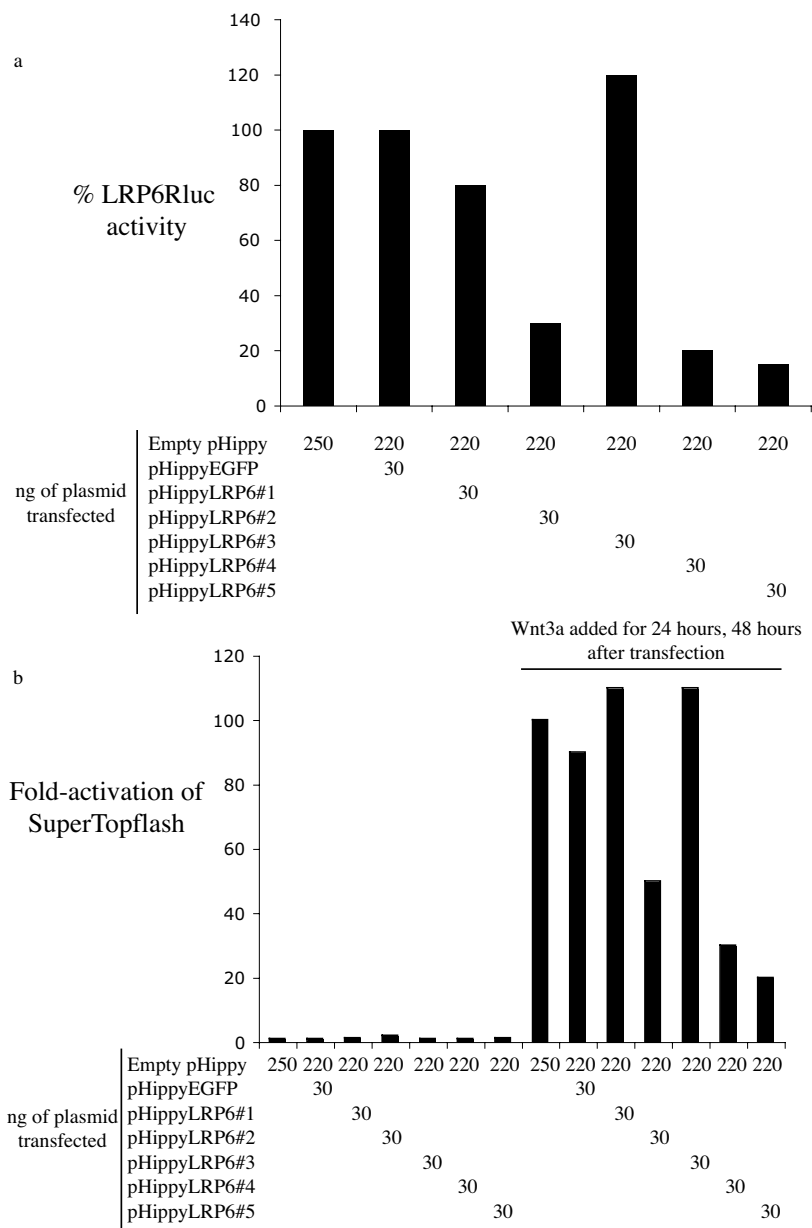 a
120
100
80
60
40
20
0
% LRP6Rluc
activity
ng of plasmid
transfected
Empty pHippy 250 220 220 220 220 220 220
pHippyEGFP 30
pHippyLRP6#1 30
pHippyLRP6#2 30
pHippyLRP6#3 30
pHippyLRP6#4 30
pHippyLRP6#5 30
b
Wnt3a added for 24 hours, 48 hours
after transfection
120
100
80
60
40
20
0
Fold-activation of
SuperTopflash
ng of plasmid
transfected
Empty pHippy 250 220 220 220 220 220 220 250 220 220 220 220 220 220
pHippyEGFP 30 30
pHippyLRP6#1 30 30
pHippyLRP6#2 30 30
pHippyLRP6#3 30 30
pHippyLRP6#4 30 30
pHippyLRP6#5 30 30